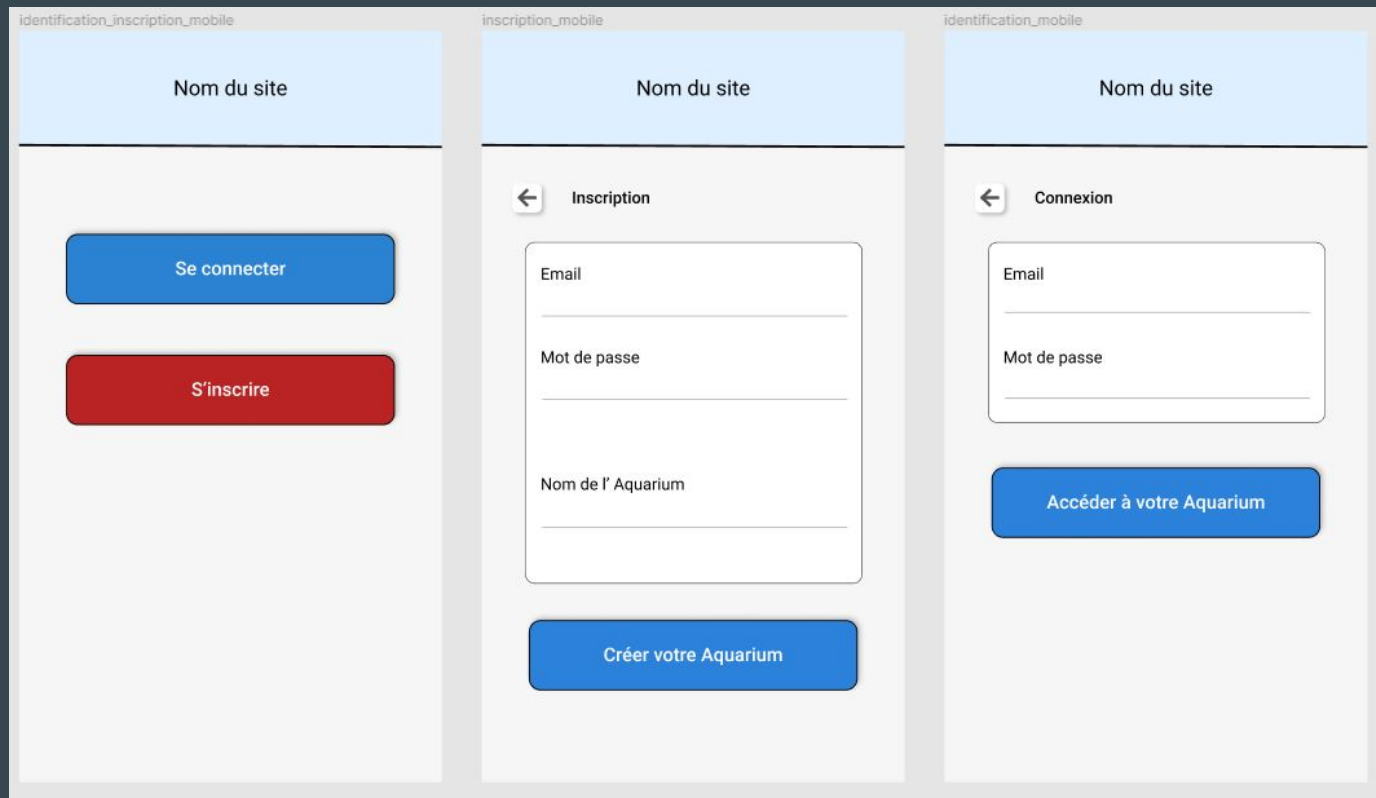 identification_inscription_mobile
Nom du site
Se connecter
S'inscrire
inscription_mobile
Nom du site
Inscription
Email
Mot de passe
Nom de l' Aquarium
Créer votre Aquarium
identification_mobile
Nom du site
Connexion
Email
Mot de passe
Accéder à votre Aquarium